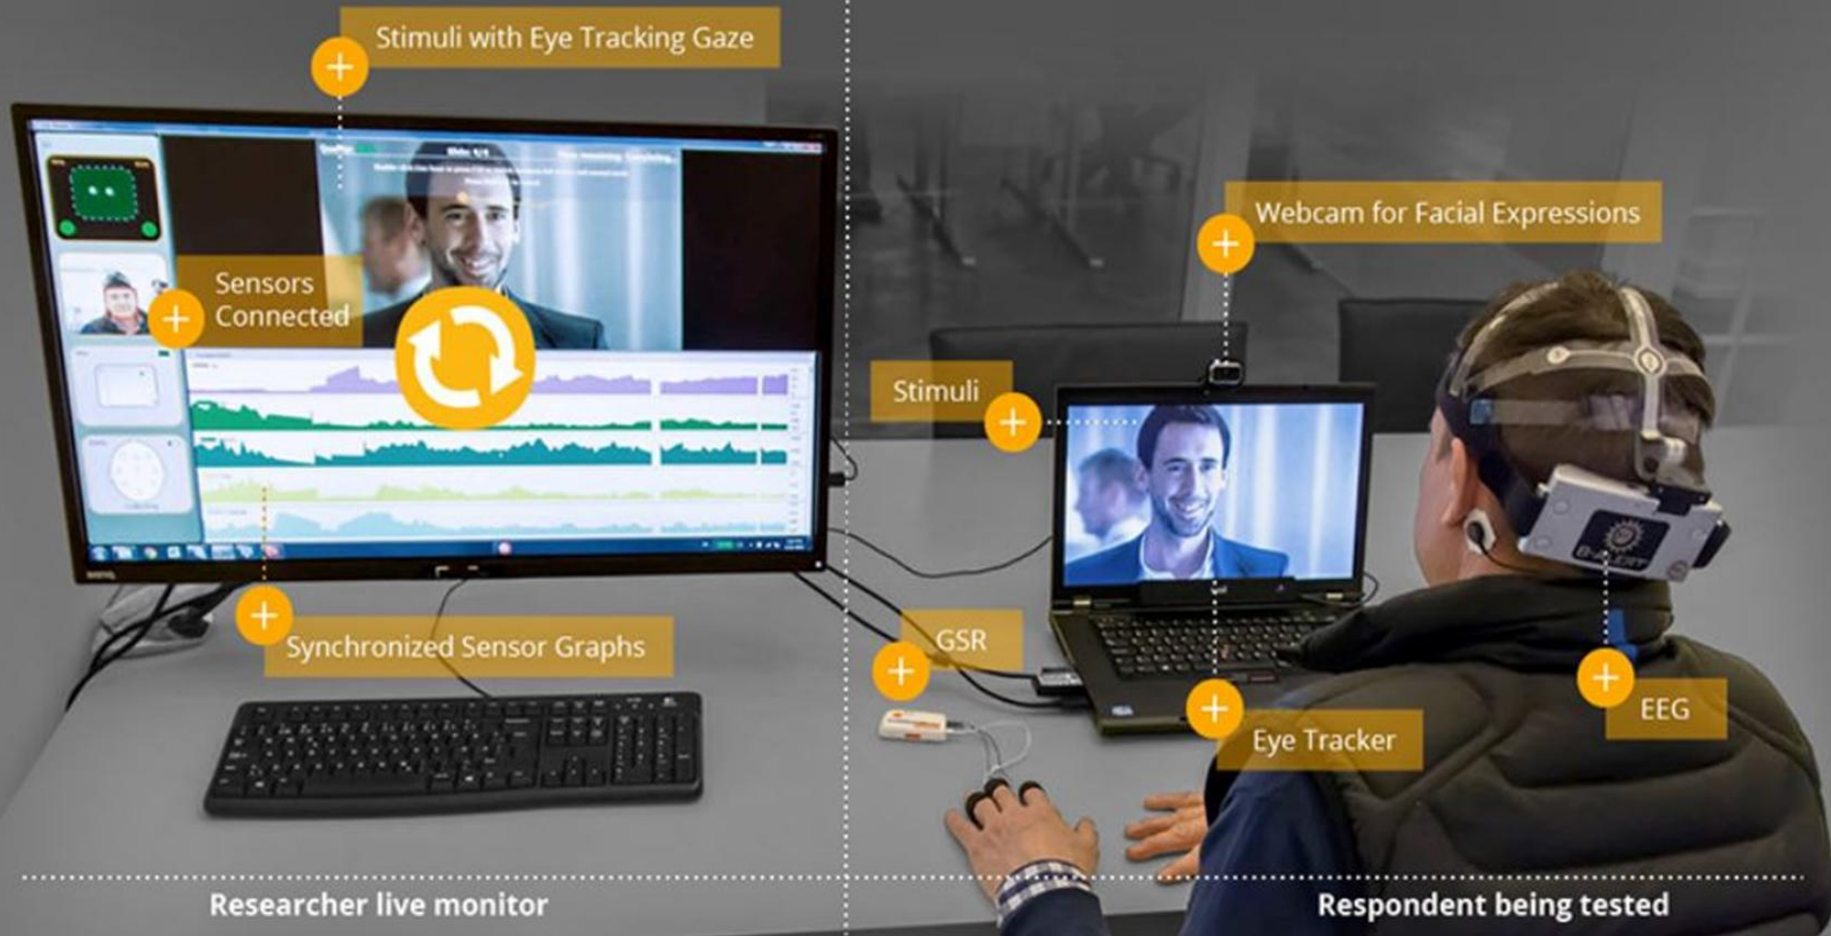 Stimuli with Eye Tracking Gaze
Sensors
Connected
Synchronized Sensor Graphs
Researcher live monitor
Webcam for Facial Expressions
Stimuli
GSR
Eye Tracker
EEG
Respondent being tested